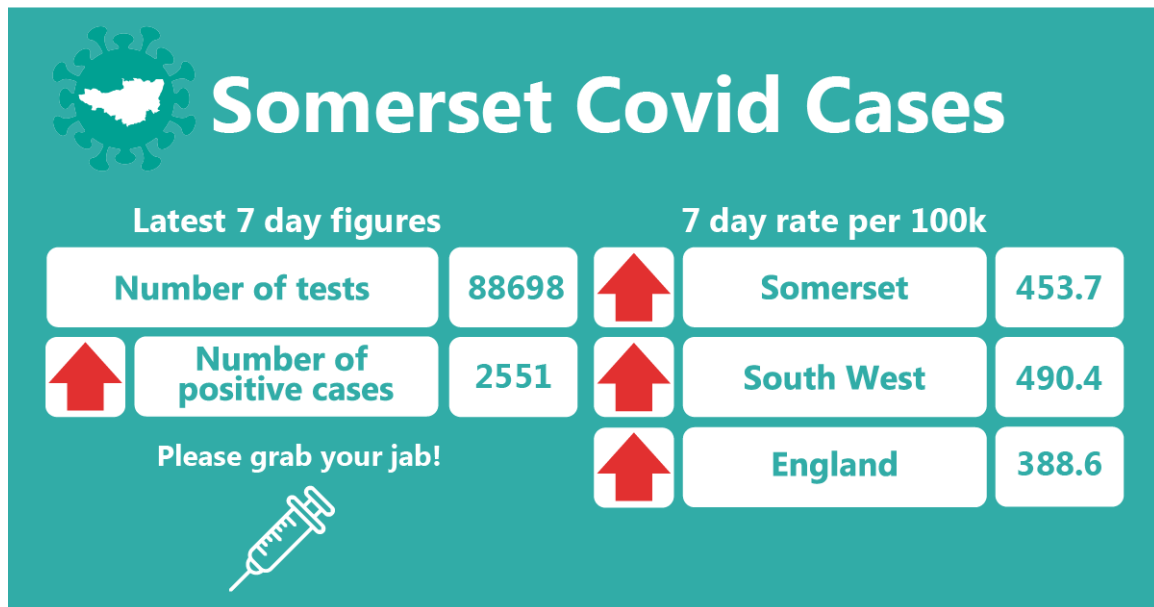 Somerset Covid Cases
Latest 7 day figures
Number of tests 88698
Number of
positive cases 2551
Please grab your jab!
7 day rate per 100k
Somerset 453.7
South West 490.4
England 388.6